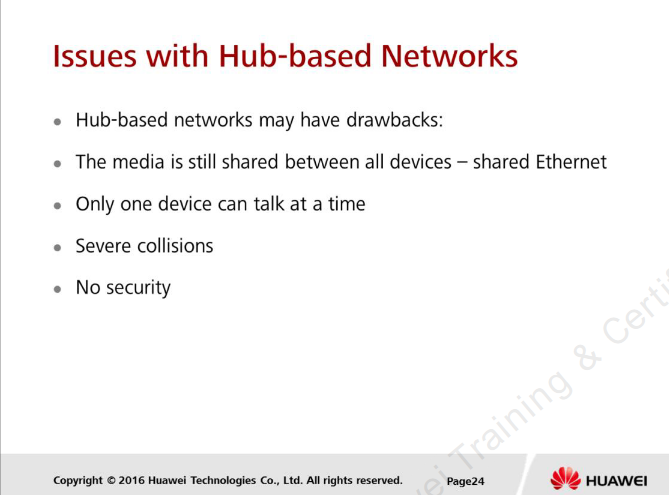 Issues with Hub-based Networks
Hub-based networks may have drawbacks:
The media is still shared between all devices – shared Ethernet
Only one device can talk at a time
Severe collisions
No security
Training & Certi
Copyright © 2016 Huawei Technologies Co., Ltd. All rights reserved.
Page24
HUAWEI